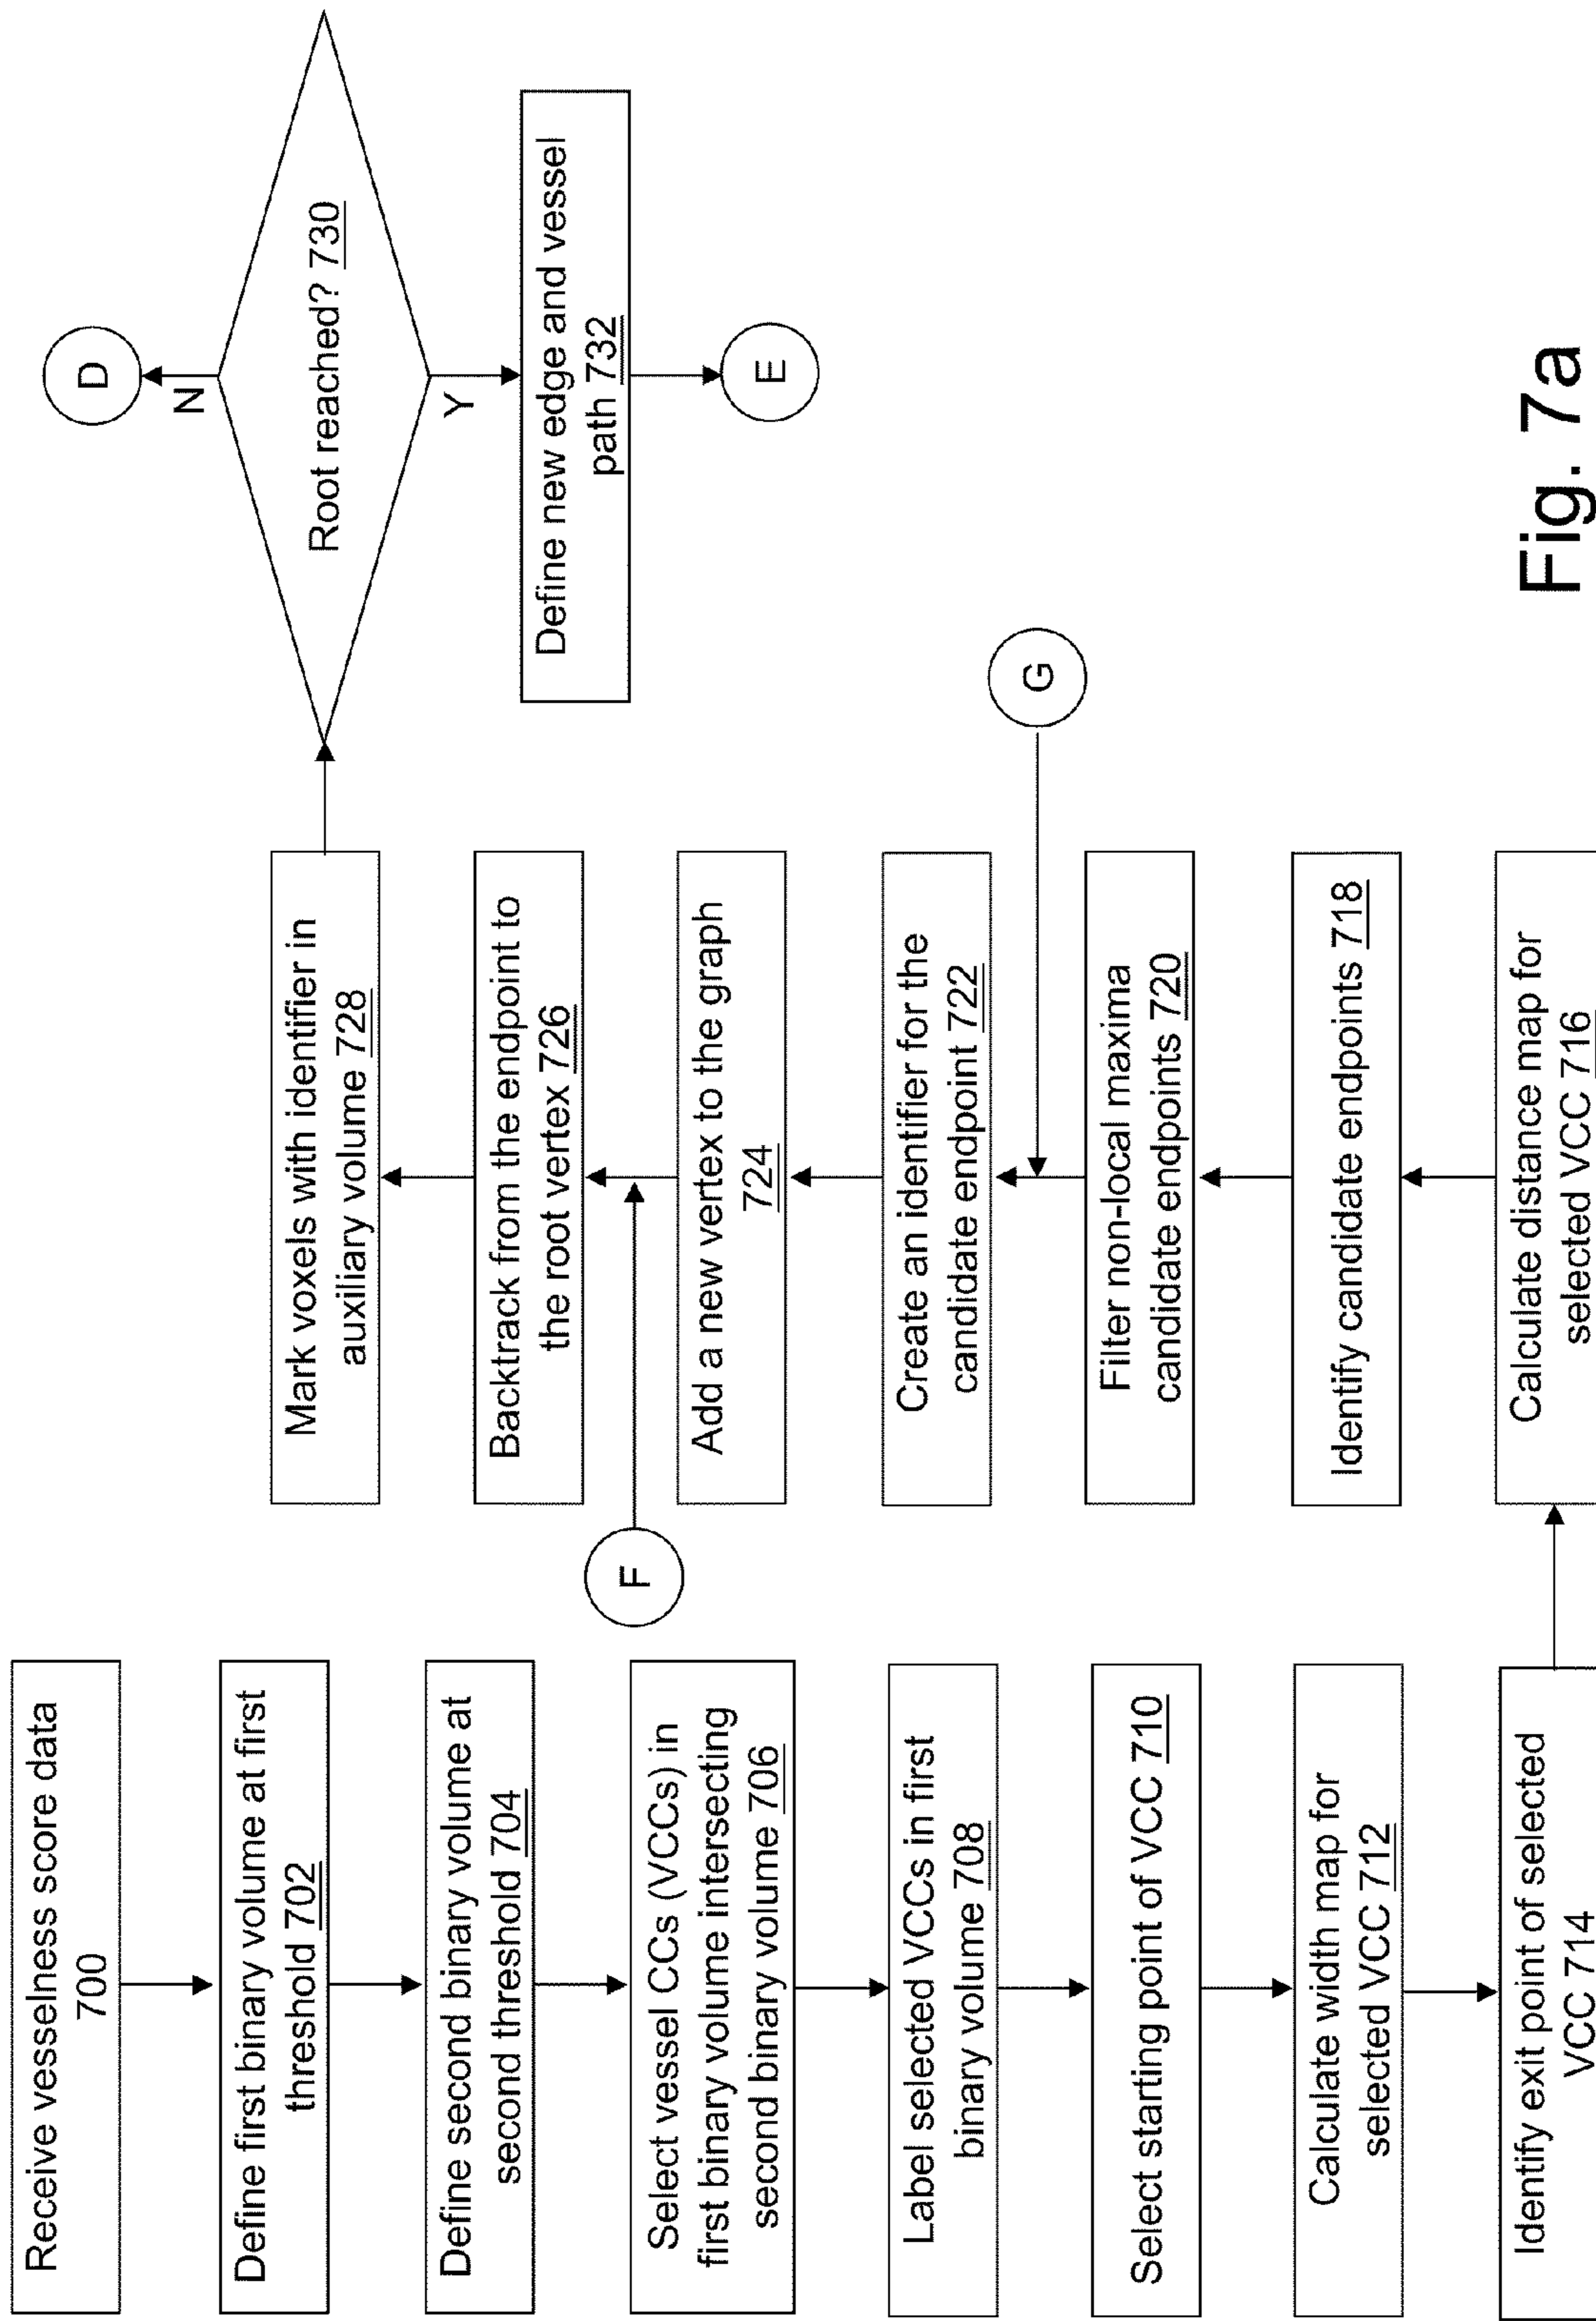 Receive vesselness score data
700
Define first binary volume at first
threshold 702
Define second binary volume at
second threshold 704
Select vessel CCs (VCCs) in
first binary volume intersecting
second binary volume 706
Label selected VCCs in first
binary volume 708
Select starting point of VCC 710
Calculate width map for
selected VCC 712
Identify exit point of selected
VCC 714
Calculate distance map for
selected VCC 716
Identify candidate endpoints 718
Filter non-local maxima
candidate endpoints 720
G
Create an identifier for the
candidate endpoint 722
Add a new vertex to the graph
724
F
Backtrack from the endpoint to
the root vertex 726
Mark voxels with identifier in
auxiliary volume 728
Root reached? 730
N
D
Y
Define new edge and vessel
path 732
E
Fig. 7a